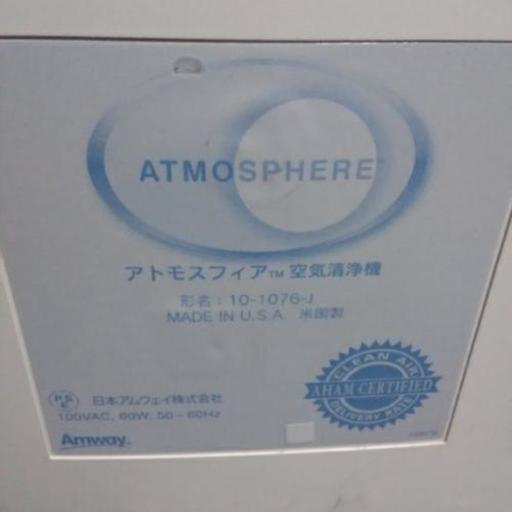 ATMOSPHERE
アトモスフィア™ 空気清浄機
形名：10-1076-J
MADE IN U.S.A. 米国製
PS E 日本アムウェイ株式会社
100VAC, 60W, 50-60Hz
Amway
CLEAN AIR
AHAM CERTIFIED
DELIVERY RATE